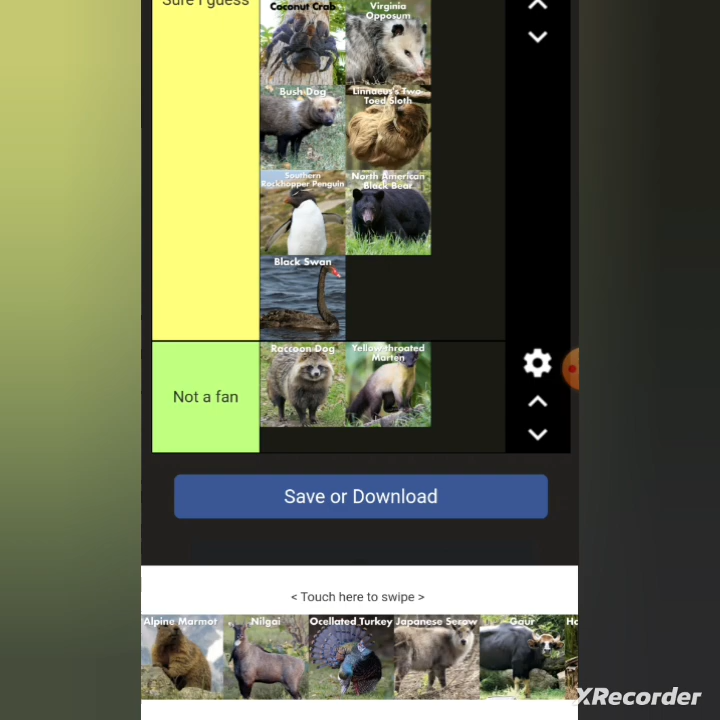 Sure I guess
Coconut Crab
Virginia
Opposum
Bush Dog
Linnaeus's Two-
Toed Sloth
Southern
Rockhopper Penguin
North American
Black Bear
Black Swan
Not a fan
Raccoon Dog
Yellow-throated
Marten
Save or Download
< Touch here to swipe >
Alpine Marmot
Nilgai
Ocellated Turkey
Japanese Serow
Gaur
XRecorder